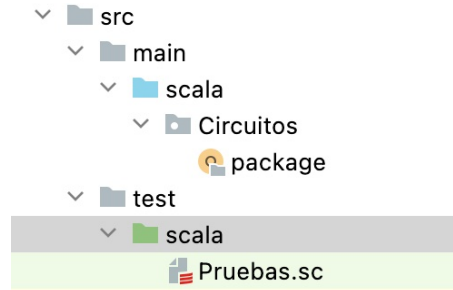 src
main
scala
Circuitos
package
test
scala
Pruebas.sc